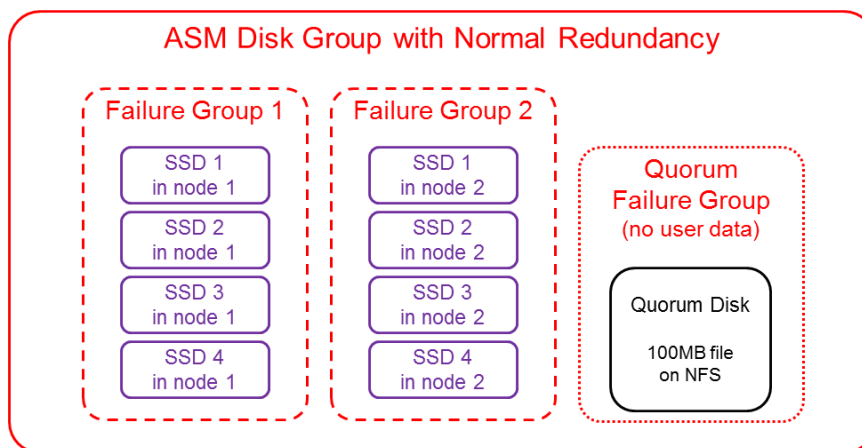 ASM Disk Group with Normal Redundancy
Failure Group 1
SSD 1
in node 1
SSD 2
in node 1
SSD 3
in node 1
SSD 4
in node 1
Failure Group 2
SSD 1
in node 2
SSD 2
in node 2
SSD 3
in node 2
SSD 4
in node 2
Quorum
Failure Group
(no user data)
Quorum Disk
100MB file
on NFS